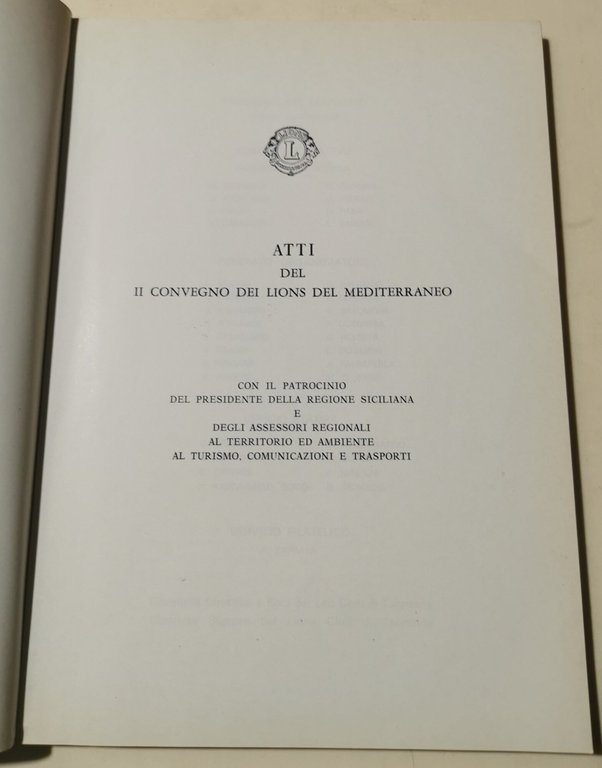 L
ATTI
DEL
II CONVEGNO DEI LIONS DEL MEDITERRANEO
CON IL PATROCINIO
DEL PRESIDENTE DELLA REGIONE SICILIANA
E
DEGLI ASSESSORI REGIONALI
AL TERRITORIO ED AMBIENTE
AL TURISMO, COMUNICAZIONI E TRASPORTI